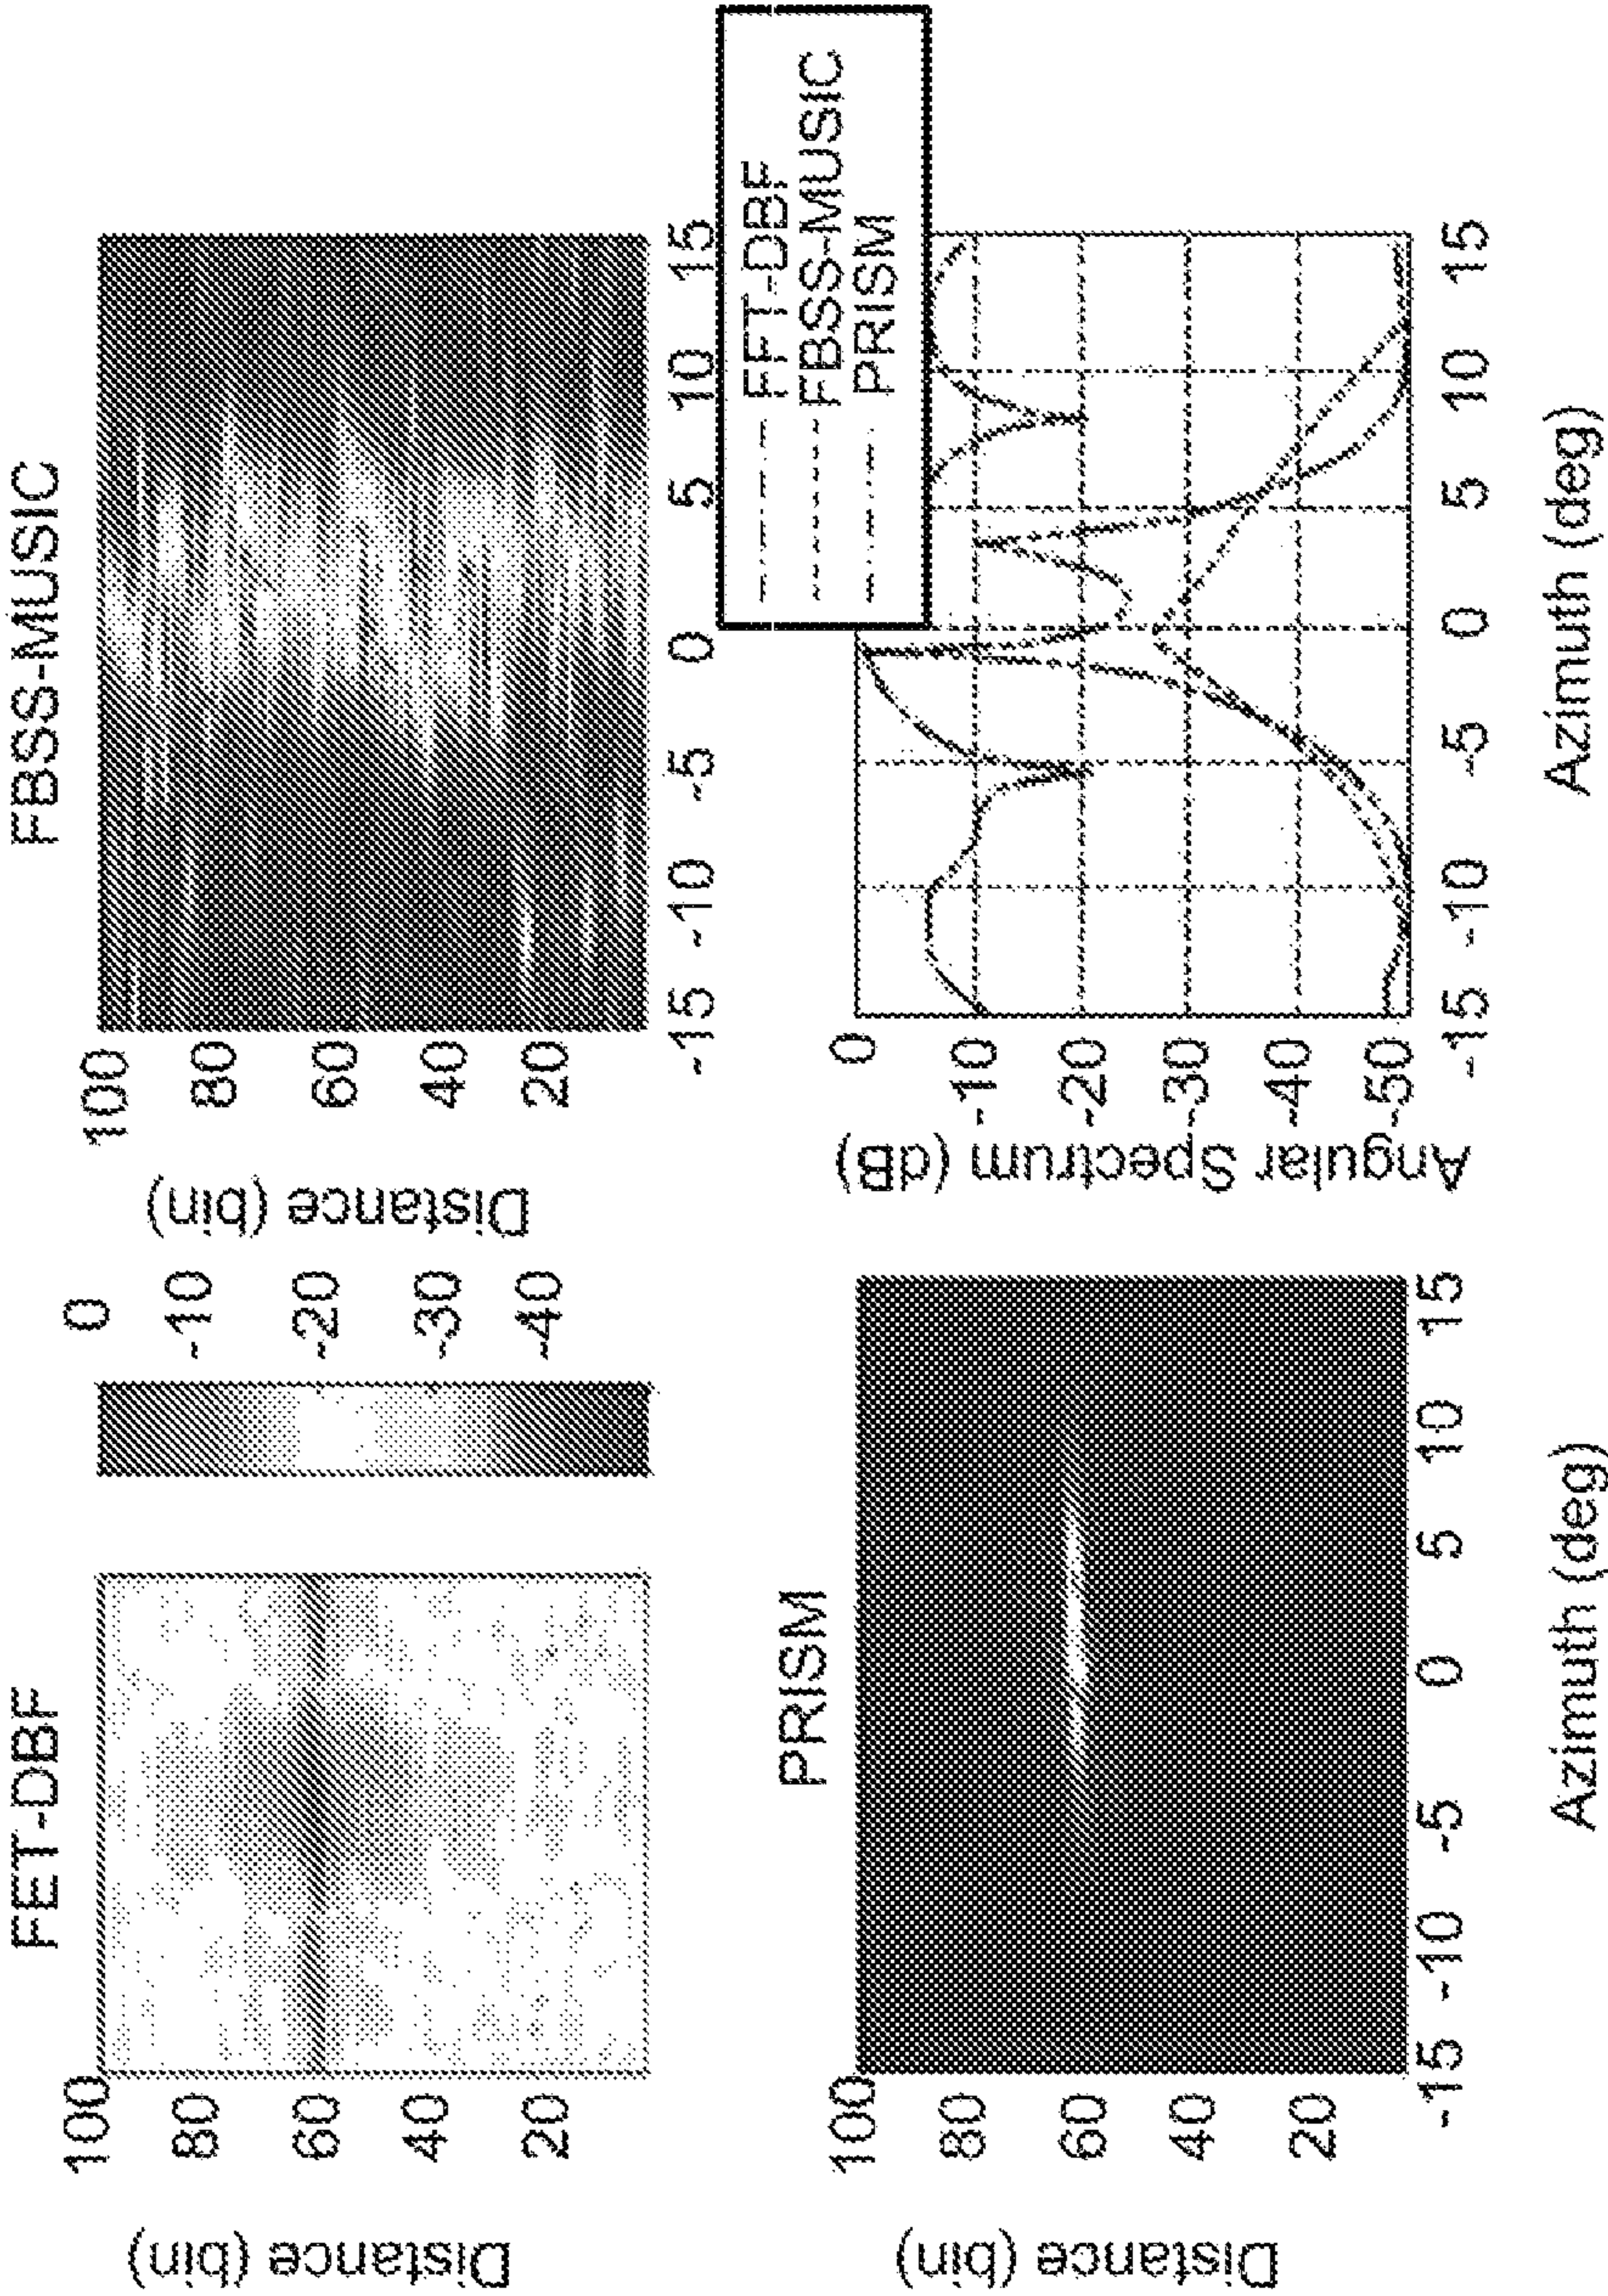 FET-DBF
Distance (bin)
100
80
60
40
20
0
-10
-20
-30
-40
FBSS-MUSIC
Distance (bin)
100
80
60
40
20
-15 -10 -5 0 5 10 15
PRISM
Distance (bin)
100
80
60
40
20
-15 -10 -5 0 5 10 15
Azimuth (deg)
FFT-DBF
FBSS-MUSIC
PRISM
Angular Spectrum (dB)
0
-10
-20
-30
-40
-50
-15 -10 -5 0 5 10 15
Azimuth (deg)